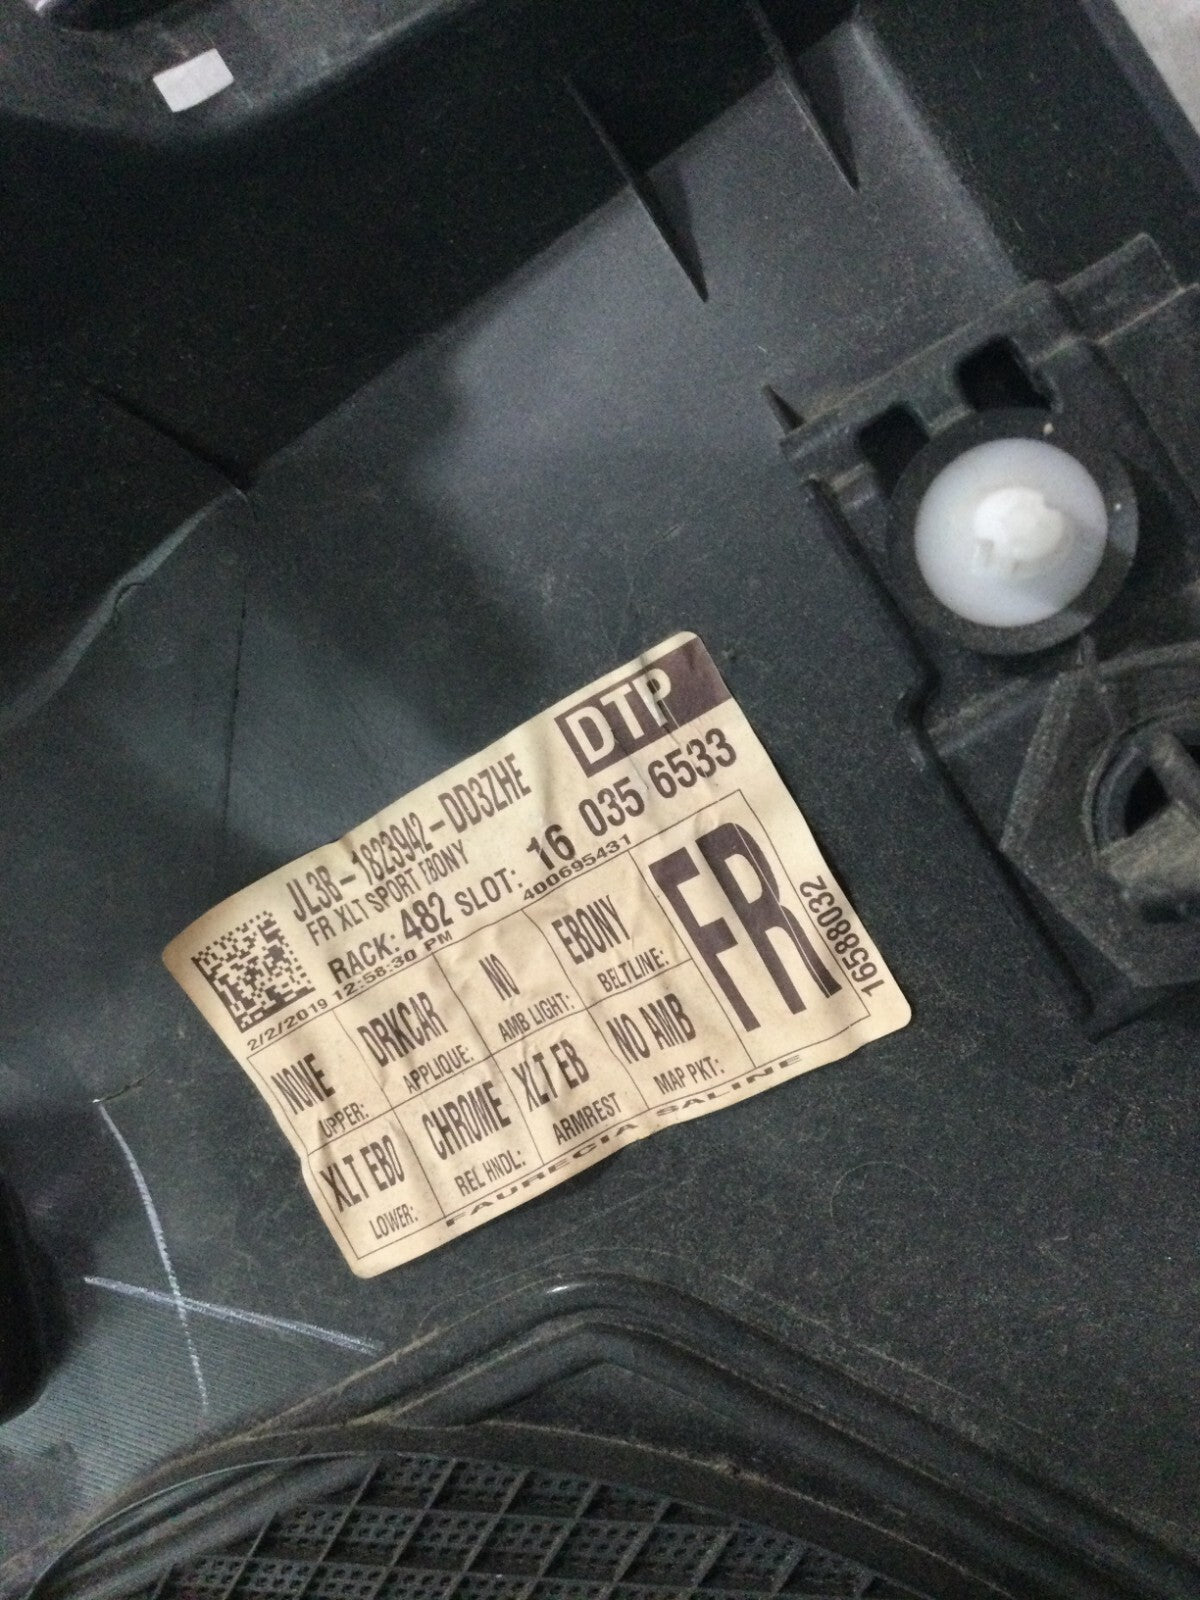 DTP
JL3B-1823942-DD3ZHE
FR XLT SPORT EBONY
RACK: 482 SLOT: 16 035 6533
2/2/2019 12:58:30 PM 400695431
NONE DRKCAR NO EBONY
UPPER: APPLIQUE: AMB LIGHT: BELTLINE:
XLT EBO CHROME XLT EB NO AMB
LOWER: REL HNDL: ARMREST MAP PKT:
FR
16588032
FAURECIA SALINE